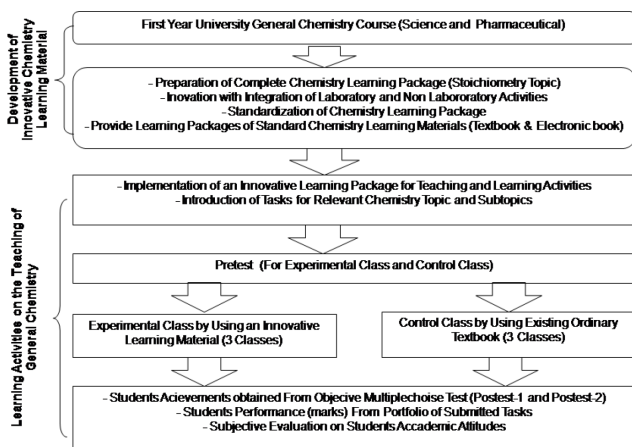 Development of
Innovative Chemistry
Learning Material
First Year University General Chemistry Course (Science and Pharmaceutical)
- Preparation of Complete Chemistry Learning Package (Stoichiometry Topic)
- Inovation with Integration of Laboratory and Non Labororatory Activities
- Standardization of Chemistry Learning Package
- Provide Learning Packages of Standard Chemistry Learning Materials (Textbook & Electronic book)
Learning Activities on the Teaching of
General Chemistry
- Implementation of an Innovative Learning Package for Teaching and Learning Activities
- Introduction of Tasks for Relevant Chemistry Topic and Subtopics
Pretest (For Experimental Class and Control Class)
Experimental Class by Using an Innovative
Learning Material (3 Classes)
Control Class by Using Existing Ordinary
Textbook (3 Classes)
- Students Acievements obtained From Objecive Multiplechoise Test (Postest-1 and Postest-2)
- Students Performance (marks) From Portfolio of Submitted Tasks
- Subjective Evaluation on Students Accademic Attitudes